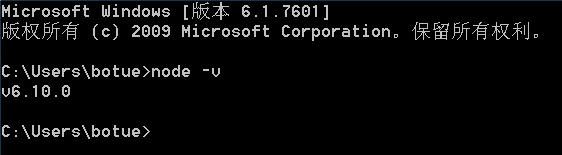 Microsoft Windows [版本 6.1.7601]
版权所有 (c) 2009 Microsoft Corporation。保留所有权利。
C:\Users\botue>node -v
v6.10.0
C:\Users\botue>